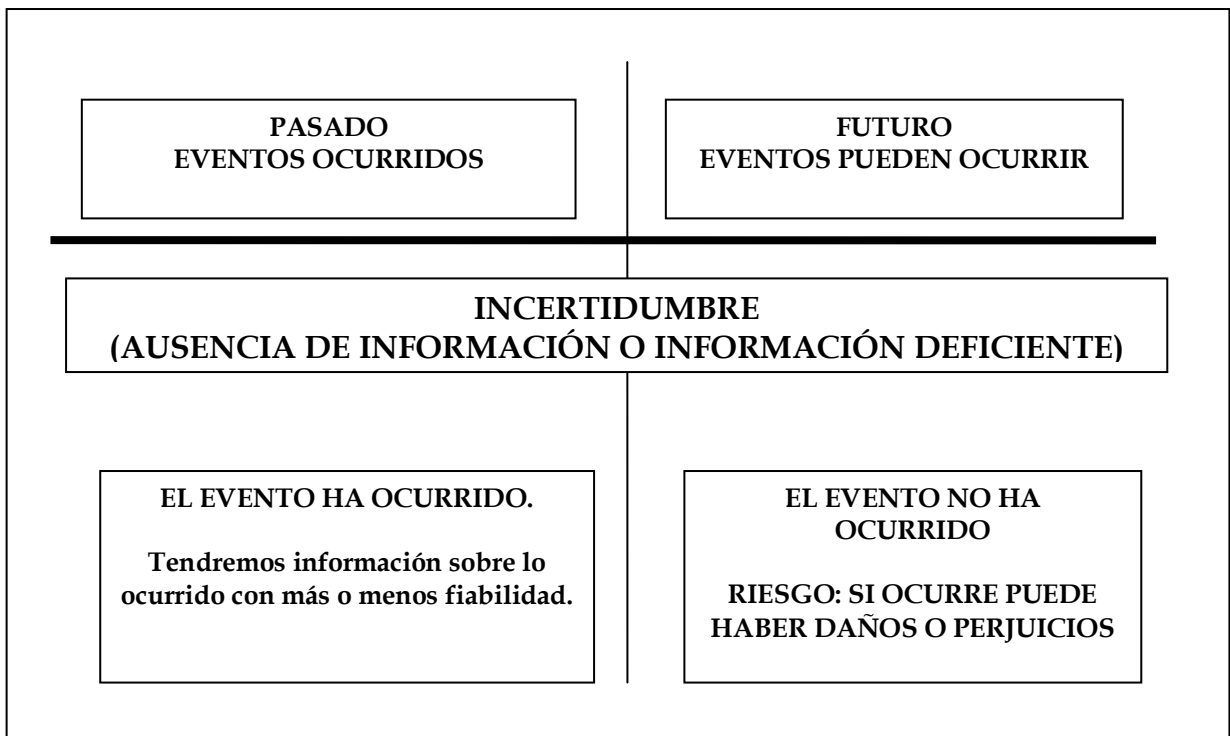 PASADO
EVENTOS OCURRIDOS
FUTURO
EVENTOS PUEDEN OCURRIR
INCERTIDUMBRE
(AUSENCIA DE INFORMACIÓN O INFORMACIÓN DEFICIENTE)
EL EVENTO HA OCURRIDO.
Tendremos información sobre lo
ocurrido con más o menos fiabilidad.
EL EVENTO NO HA
OCURRIDO
RIESGO: SI OCURRE PUEDE
HABER DAÑOS O PERJUICIOS